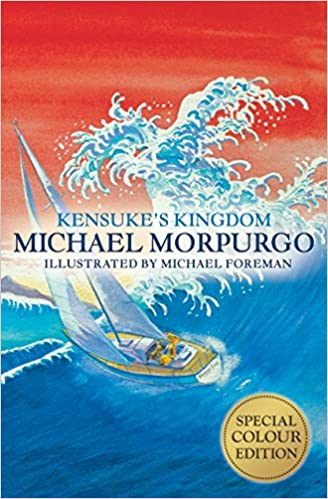 KENSUKE'S KINGDOM
MICHAEL MORPURGO
ILLUSTRATED BY MICHAEL FOREMAN
SPECIAL
COLOUR
EDITION